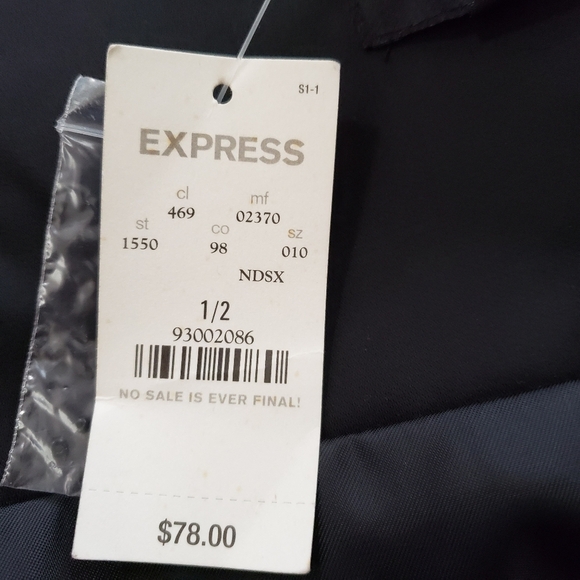 S1-1
EXPRESS
cl mf
469 02370
st co sz
1550 98 010
NDSX
1/2
93002086
NO SALE IS EVER FINAL!
$78.00